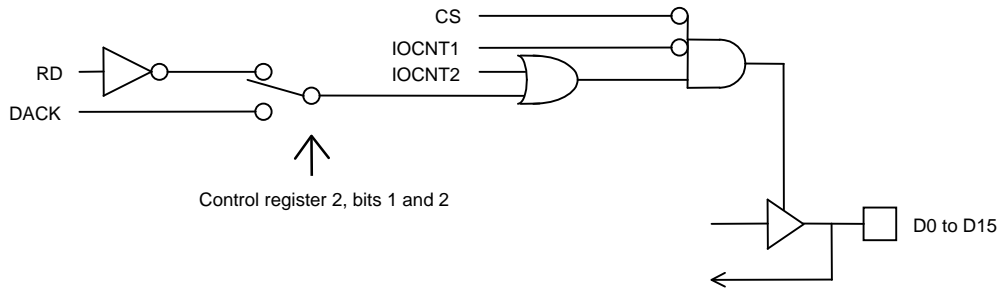 CS
IOCNT1
IOCNT2
RD
DACK
Control register 2, bits 1 and 2
D0 to D15